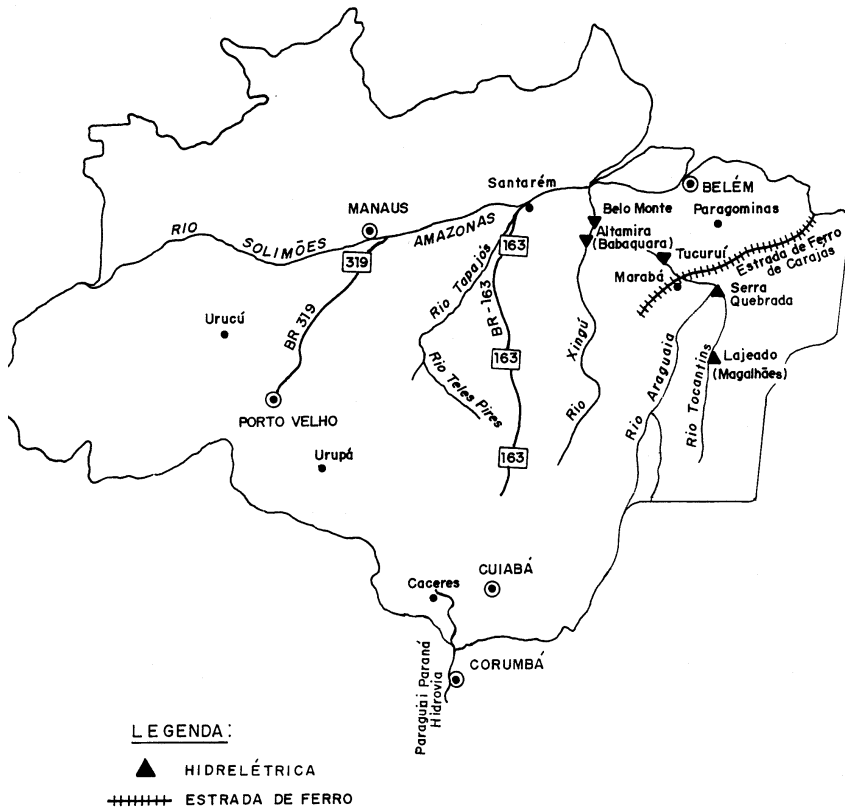 Santarém
BELÉM
MANAUS
Belo Monte
Paragominas
RIO
SOLIMÕES
AMAZONAS
Altamira
(Babaquara)
163
319
Tucuruí
Estrada de Ferro
de Carajas
Rio Tapajós
Marabá
Serra
Quebrada
BR-163
Urucú
BR 319
Xingú
163
Rio Teles Pires
Rio Araguaia
Lajeado
(Magalhães)
Rio Tocantins
Rio
PORTO VELHO
163
Urupá
CUIABÁ
Caceres
CORUMBÁ
Paraguai Paraná
Hidrovia
LEGENDA:
HIDRELÉTRICA
ESTRADA DE FERRO